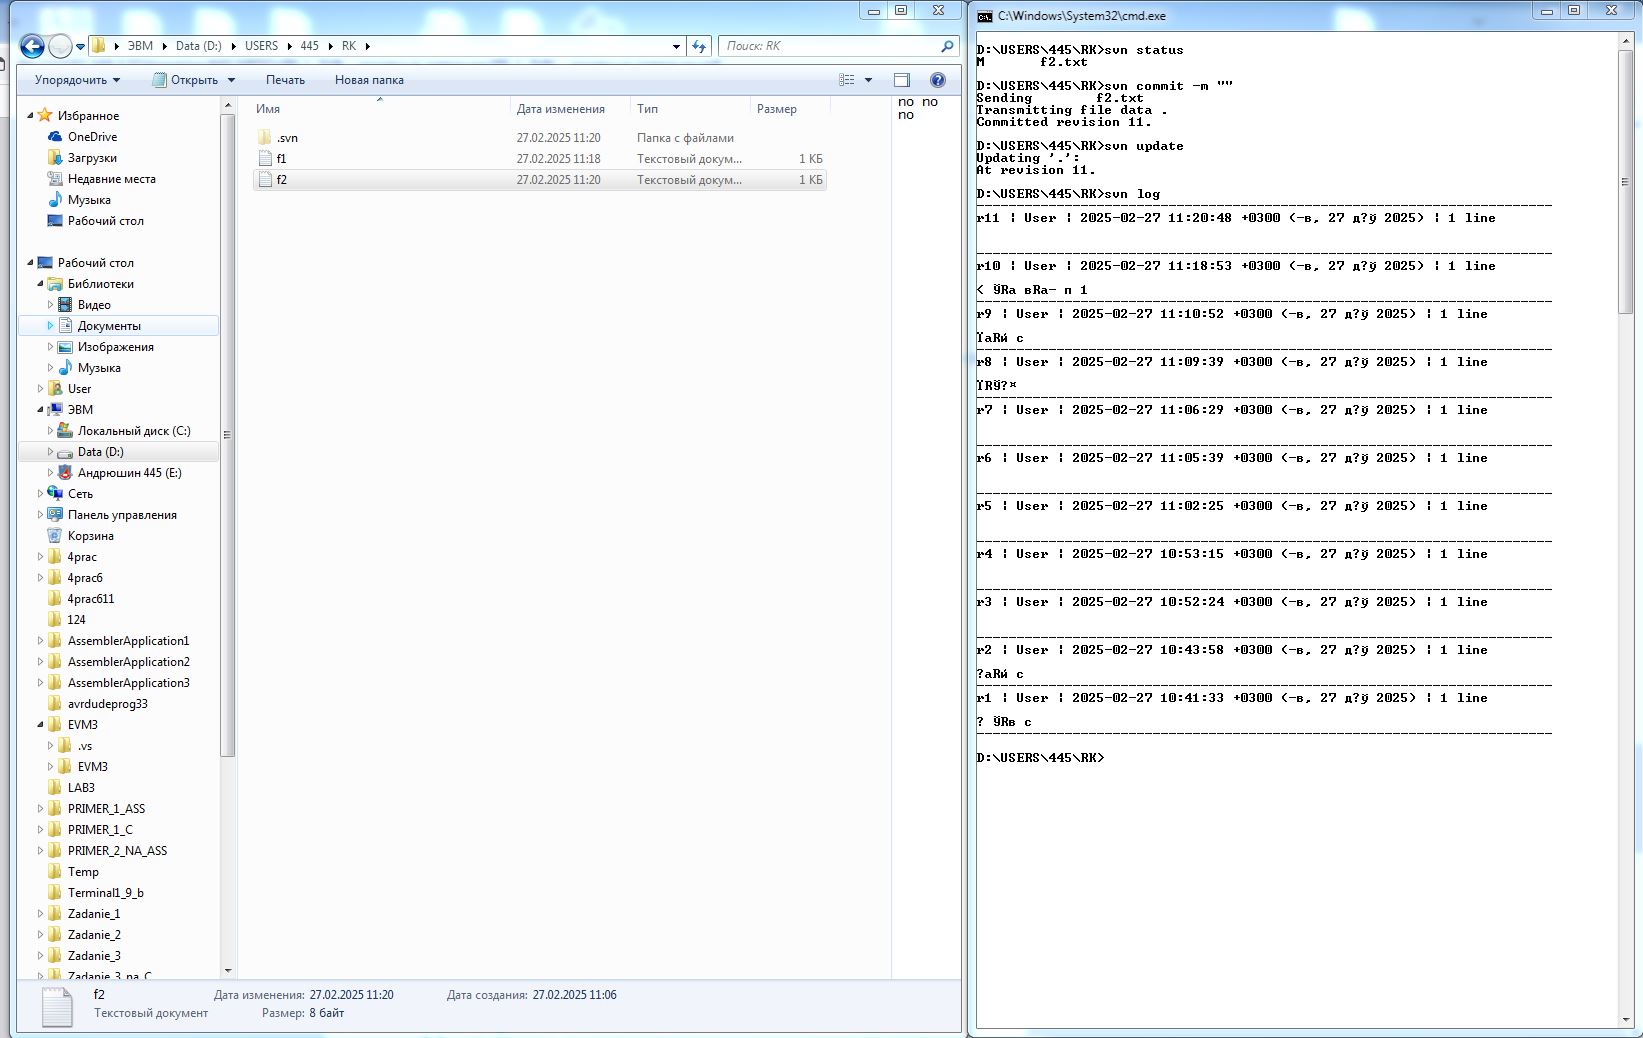 ЭВМ Data (D:) USERS 445 RK
Поиск: RK
Упорядочить Открыть Печать Новая папка
Избранное
OneDrive
Загрузки
Недавние места
Музыка
Рабочий стол
Рабочий стол
Библиотеки
Видео
Документы
Изображения
Музыка
User
ЭВМ
Локальный диск (C:)
Data (D:)
Андрюшин 445 (E:)
Сеть
Панель управления
Корзина
4prac
4prac6
4prac611
124
AssemblerApplication1
AssemblerApplication2
AssemblerApplication3
avrdudeprog33
EVM3
.vs
EVM3
LAB3
PRIMER_1_ASS
PRIMER_1_C
PRIMER_2_NA_ASS
Temp
Terminal1_9_b
Zadanie_1
Zadanie_2
Zadanie_3
Zadanie_3_na_C
Имя Дата изменения Тип Размер
.svn 27.02.2025 11:20 Папка с файлами
f1 27.02.2025 11:18 Текстовый докум... 1 КБ
f2 27.02.2025 11:20 Текстовый докум... 1 КБ
no no
no
f2 Дата изменения: 27.02.2025 11:20 Дата создания: 27.02.2025 11:06
Текстовый документ Размер: 8 байт
C:\Windows\System32\cmd.exe
D:\USERS\445\RK>svn status
M f2.txt
D:\USERS\445\RK>svn commit -m ""
Sending f2.txt
Transmitting file data .
Committed revision 11.
D:\USERS\445\RK>svn update
Updating '.':
At revision 11.
D:\USERS\445\RK>svn log
------------------------------------------------------------------------
r11 ¦ User ¦ 2025-02-27 11:20:48 +0300 (-в, 27 д?ў 2025) ¦ 1 line
------------------------------------------------------------------------
r10 ¦ User ¦ 2025-02-27 11:18:53 +0300 (-в, 27 д?ў 2025) ¦ 1 line
< ўRа вRа- п 1
------------------------------------------------------------------------
r9 ¦ User ¦ 2025-02-27 11:10:52 +0300 (-в, 27 д?ў 2025) ¦ 1 line
ЇаRй с
------------------------------------------------------------------------
r8 ¦ User ¦ 2025-02-27 11:09:39 +0300 (-в, 27 д?ў 2025) ¦ 1 line
ЇRў?¤
------------------------------------------------------------------------
r7 ¦ User ¦ 2025-02-27 11:06:29 +0300 (-в, 27 д?ў 2025) ¦ 1 line
------------------------------------------------------------------------
r6 ¦ User ¦ 2025-02-27 11:05:39 +0300 (-в, 27 д?ў 2025) ¦ 1 line
------------------------------------------------------------------------
r5 ¦ User ¦ 2025-02-27 11:02:25 +0300 (-в, 27 д?ў 2025) ¦ 1 line
------------------------------------------------------------------------
r4 ¦ User ¦ 2025-02-27 10:53:15 +0300 (-в, 27 д?ў 2025) ¦ 1 line
------------------------------------------------------------------------
r3 ¦ User ¦ 2025-02-27 10:52:24 +0300 (-в, 27 д?ў 2025) ¦ 1 line
------------------------------------------------------------------------
r2 ¦ User ¦ 2025-02-27 10:43:58 +0300 (-в, 27 д?ў 2025) ¦ 1 line
?аRй с
------------------------------------------------------------------------
r1 ¦ User ¦ 2025-02-27 10:41:33 +0300 (-в, 27 д?ў 2025) ¦ 1 line
? ўRв с
------------------------------------------------------------------------
D:\USERS\445\RK>